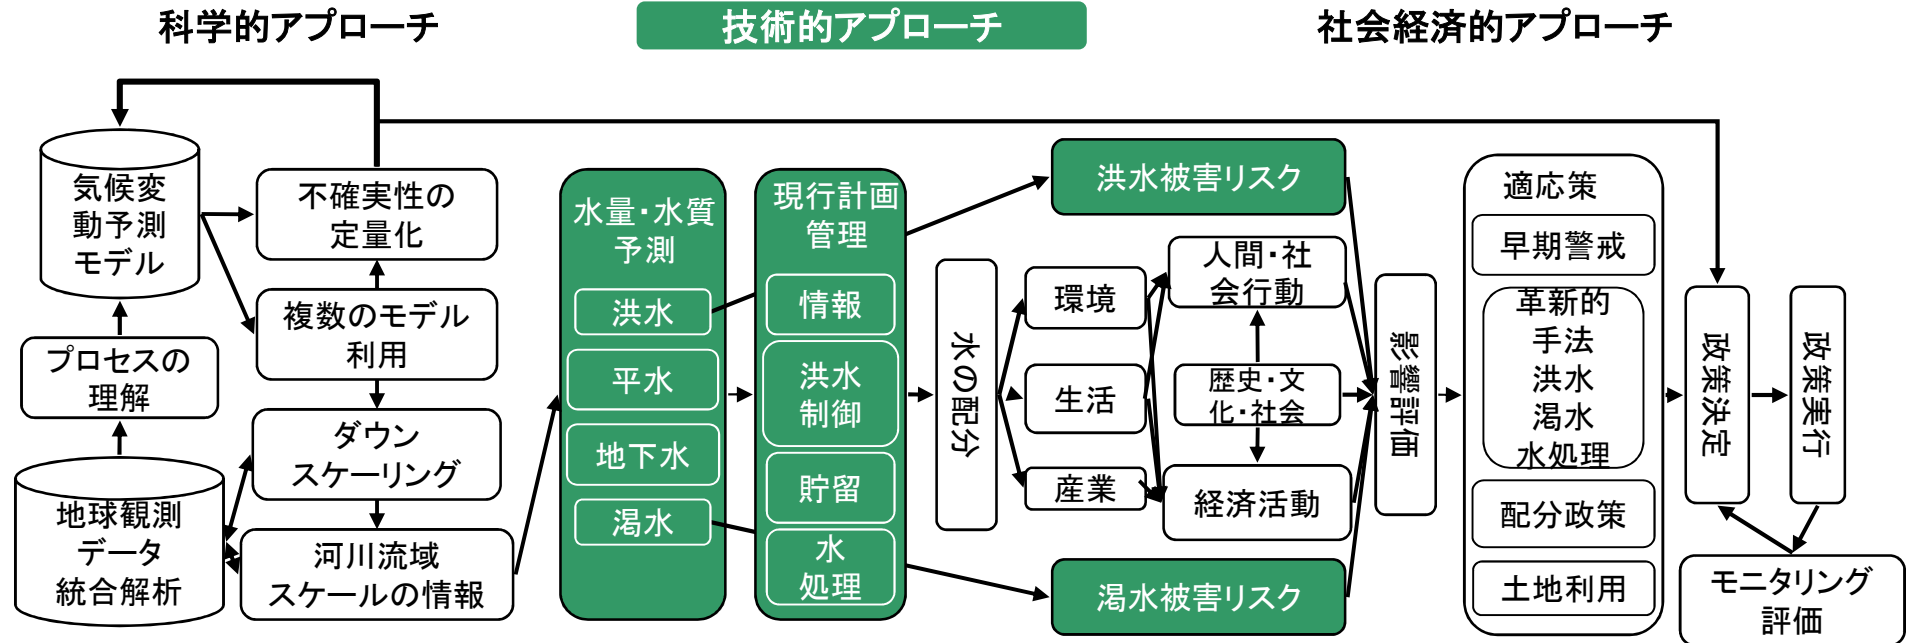 科学的アプローチ
技術的アプローチ
社会経済的アプローチ
気候変
動予測
モデル
不確実性の
定量化
複数のモデル
利用
プロセスの
理解
ダウン
スケーリング
地球観測
データ
統合解析
河川流域
スケールの情報
水量・水質
予測
洪水
平水
地下水
渇水
現行計画
管理
情報
洪水
制御
貯留
水
処理
洪水被害リスク
水の配分
環境
生活
産業
人間・社
会行動
歴史・文
化・社会
経済活動
渇水被害リスク
影響評価
適応策
早期警戒
革新的
手法
洪水
渇水
水処理
配分政策
土地利用
政策決定
政策実行
モニタリング
評価